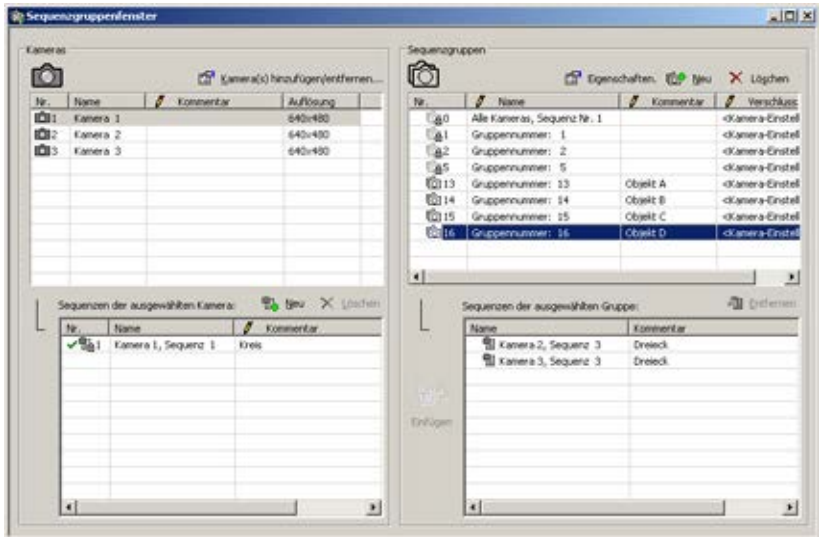 Sequenzgruppenfenster
Kameras
Kamera(s) hinzufügen/entfernen...
Nr. Name Kommentar Auflösung
1 Kamera 1 640x480
2 Kamera 2 640x480
3 Kamera 3 640x480
Sequenzen der ausgewählten Kamera:
Neu Löschen
Nr. Name Kommentar
1 Kamera 1, Sequenz 1 Kreis
Sequenzgruppen
Eigenschaften. Neu Löschen
Nr. Name Kommentar Verschluss
0 Alle Kameras, Sequenz Nr. 1 <Kamera-Einstell
1 Gruppennummer: 1 <Kamera-Einstell
2 Gruppennummer: 2 <Kamera-Einstell
5 Gruppennummer: 5 <Kamera-Einstell
13 Gruppennummer: 13 Objekt A <Kamera-Einstell
14 Gruppennummer: 14 Objekt B <Kamera-Einstell
15 Gruppennummer: 15 Objekt C <Kamera-Einstell
16 Gruppennummer: 16 Objekt D <Kamera-Einstell
Sequenzen der ausgewählten Gruppe:
Entfernen
Name Kommentar
Kamera 2, Sequenz 3 Dreieck
Kamera 3, Sequenz 3 Dreieck
Einfügen